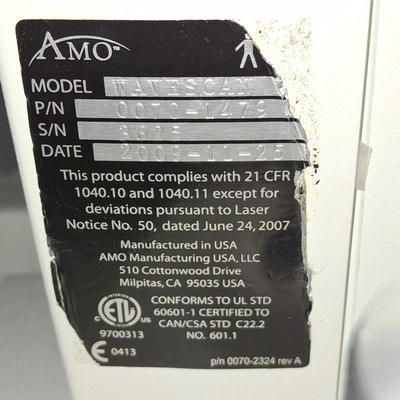 AMO™
MODEL WAVESCAN
P/N 0070-1479
S/N
DATE 2009-11-25
This product complies with 21 CFR
1040.10 and 1040.11 except for
deviations pursuant to Laser
Notice No. 50, dated June 24, 2007
Manufactured in USA
AMO Manufacturing USA, LLC
510 Cottonwood Drive
Milpitas, CA 95035 USA
ETL
9700313
CONFORMS TO UL STD
60601-1 CERTIFIED TO
CAN/CSA STD C22.2
NO. 601.1
CE 0413
p/n 0070-2324 rev A